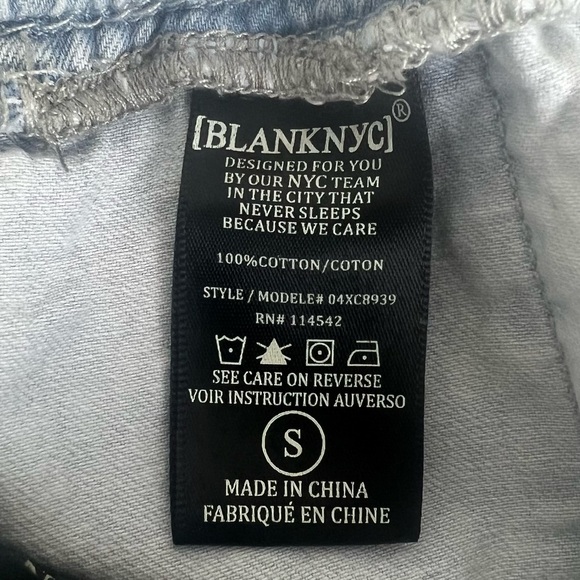 [BLANKNYC]®
DESIGNED FOR YOU
BY OUR NYC TEAM
IN THE CITY THAT
NEVER SLEEPS
BECAUSE WE CARE
100%COTTON/COTON
STYLE / MODELE# 04XC8939
RN# 114542
SEE CARE ON REVERSE
VOIR INSTRUCTION AUVERSO
S
MADE IN CHINA
FABRIQUÉ EN CHINE